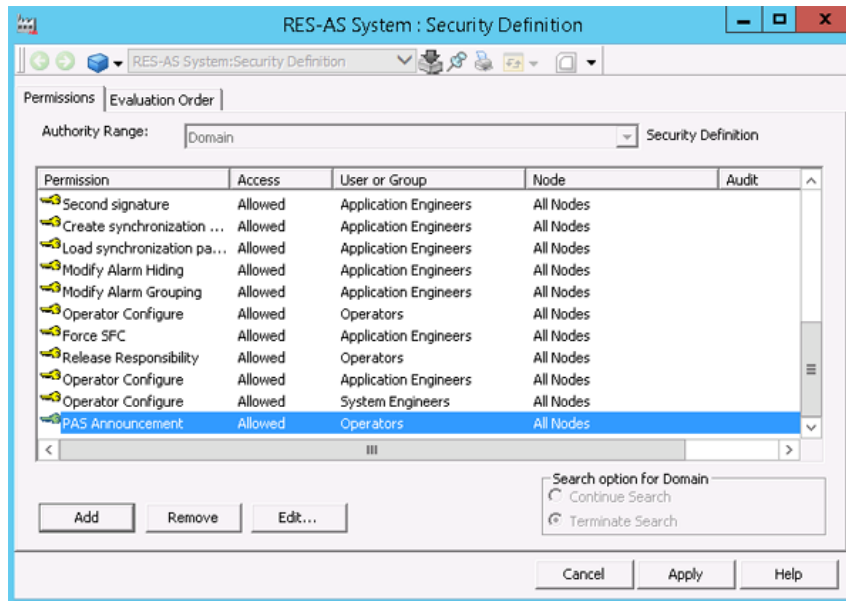 RES-AS System : Security Definition
RES-AS System:Security Definition
Permissions Evaluation Order
Authority Range: Domain Security Definition
Permission Access User or Group Node Audit
Second signature Allowed Application Engineers All Nodes
Create synchronization ... Allowed Application Engineers All Nodes
Load synchronization pa... Allowed Application Engineers All Nodes
Modify Alarm Hiding Allowed Application Engineers All Nodes
Modify Alarm Grouping Allowed Application Engineers All Nodes
Operator Configure Allowed Operators All Nodes
Force SFC Allowed Application Engineers All Nodes
Release Responsibility Allowed Operators All Nodes
Operator Configure Allowed Application Engineers All Nodes
Operator Configure Allowed System Engineers All Nodes
PAS Announcement Allowed Operators All Nodes
Search option for Domain
Continue Search
Add Remove Edit... Terminate Search
Cancel Apply Help